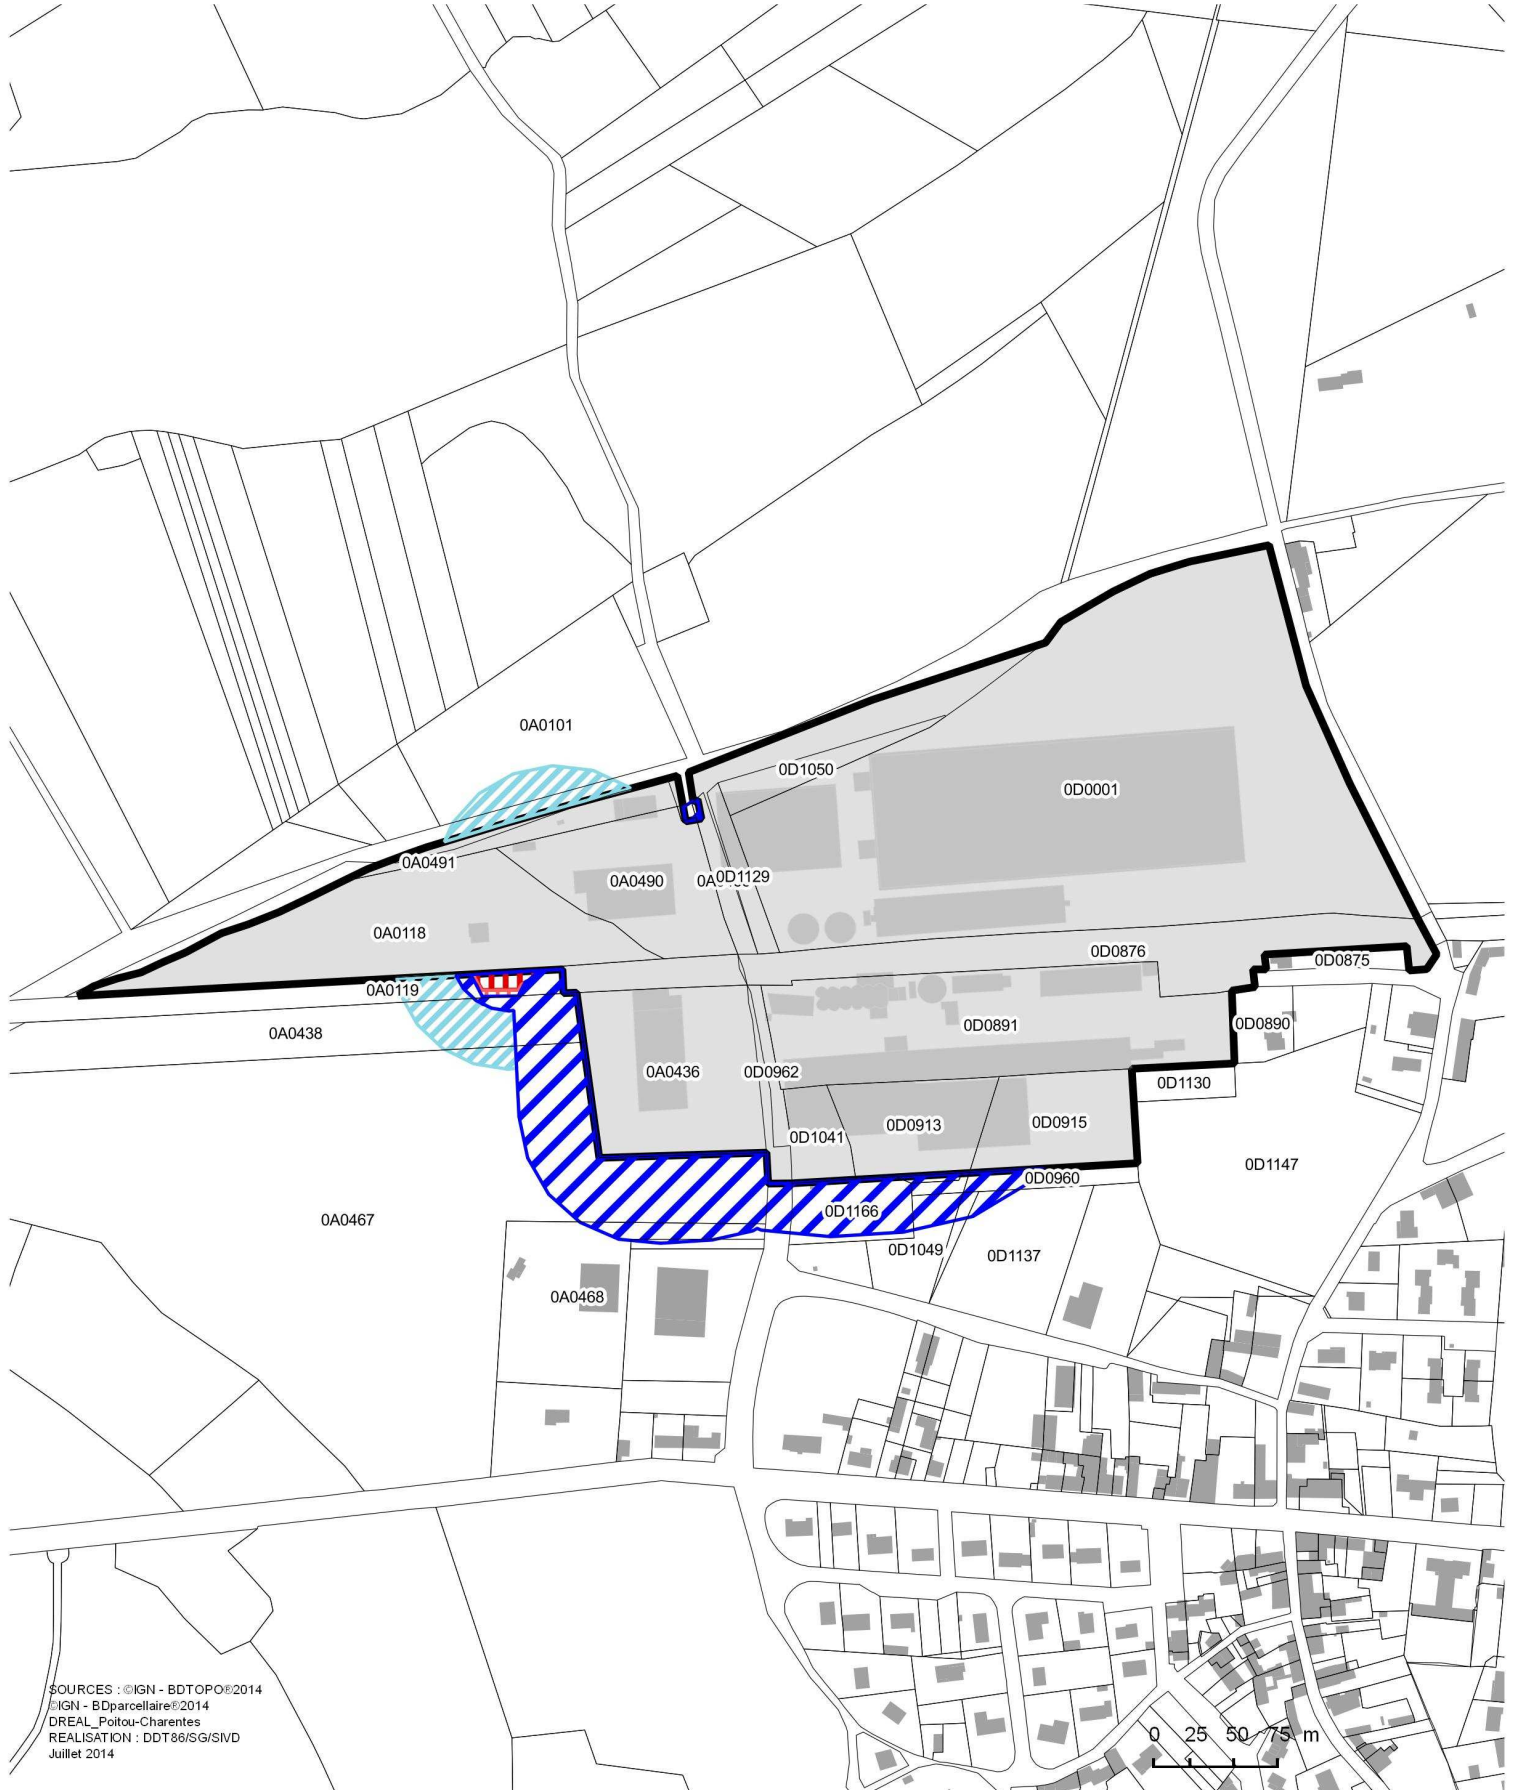 0A0101
0D1050
0D0001
0A0491
0A0490
0D1129
0A0118
0D0876
0D0875
0A0119
0A0438
0D0891
0D0890
0A0436
0D0962
0D1130
0D1041
0D0913
0D0915
0D1147
0D0960
0A0467
0D1166
0D1049
0D1137
0A0468
SOURCES : ©IGN - BDTOPO®2014
©IGN - BDparcellaire®2014
DREAL_Poitou-Charentes
REALISATION : DDT86/SG/SIVD
Juillet 2014
0 25 50 75 m